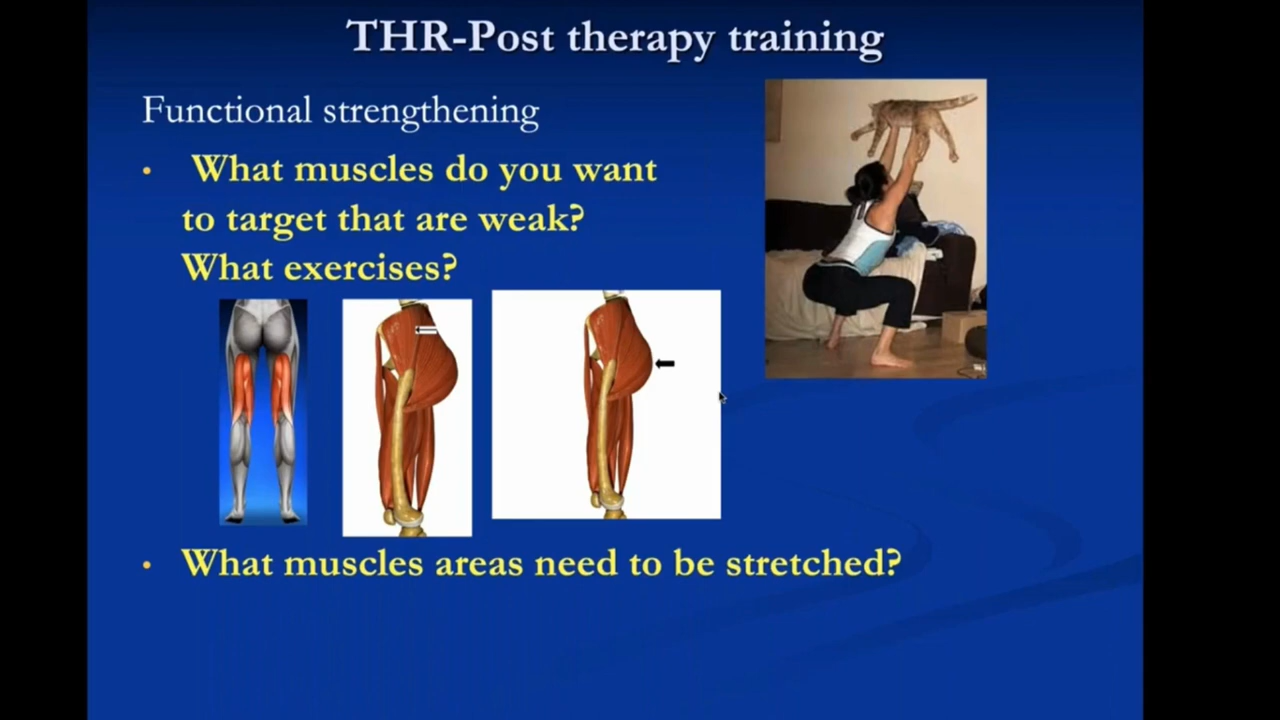 THR-Post therapy training
Functional strengthening
• What muscles do you want
to target that are weak?
What exercises?
• What muscles areas need to be stretched?